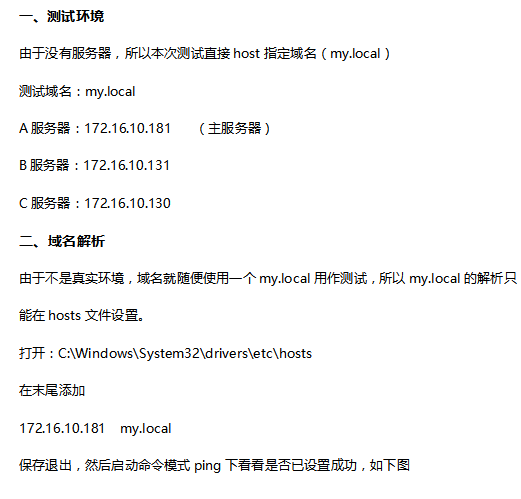 一、测试环境
由于没有服务器，所以本次测试直接 host 指定域名（my.local）
测试域名：my.local
A 服务器：172.16.10.181 （主服务器）
B 服务器：172.16.10.131
C 服务器：172.16.10.130
二、域名解析
由于不是真实环境，域名就随便使用一个 my.local 用作测试，所以 my.local 的解析只
能在 hosts 文件设置。
打开：C:\Windows\System32\drivers\etc\hosts
在末尾添加
172.16.10.181 my.local
保存退出，然后启动命令模式 ping 下看看是否已设置成功，如下图